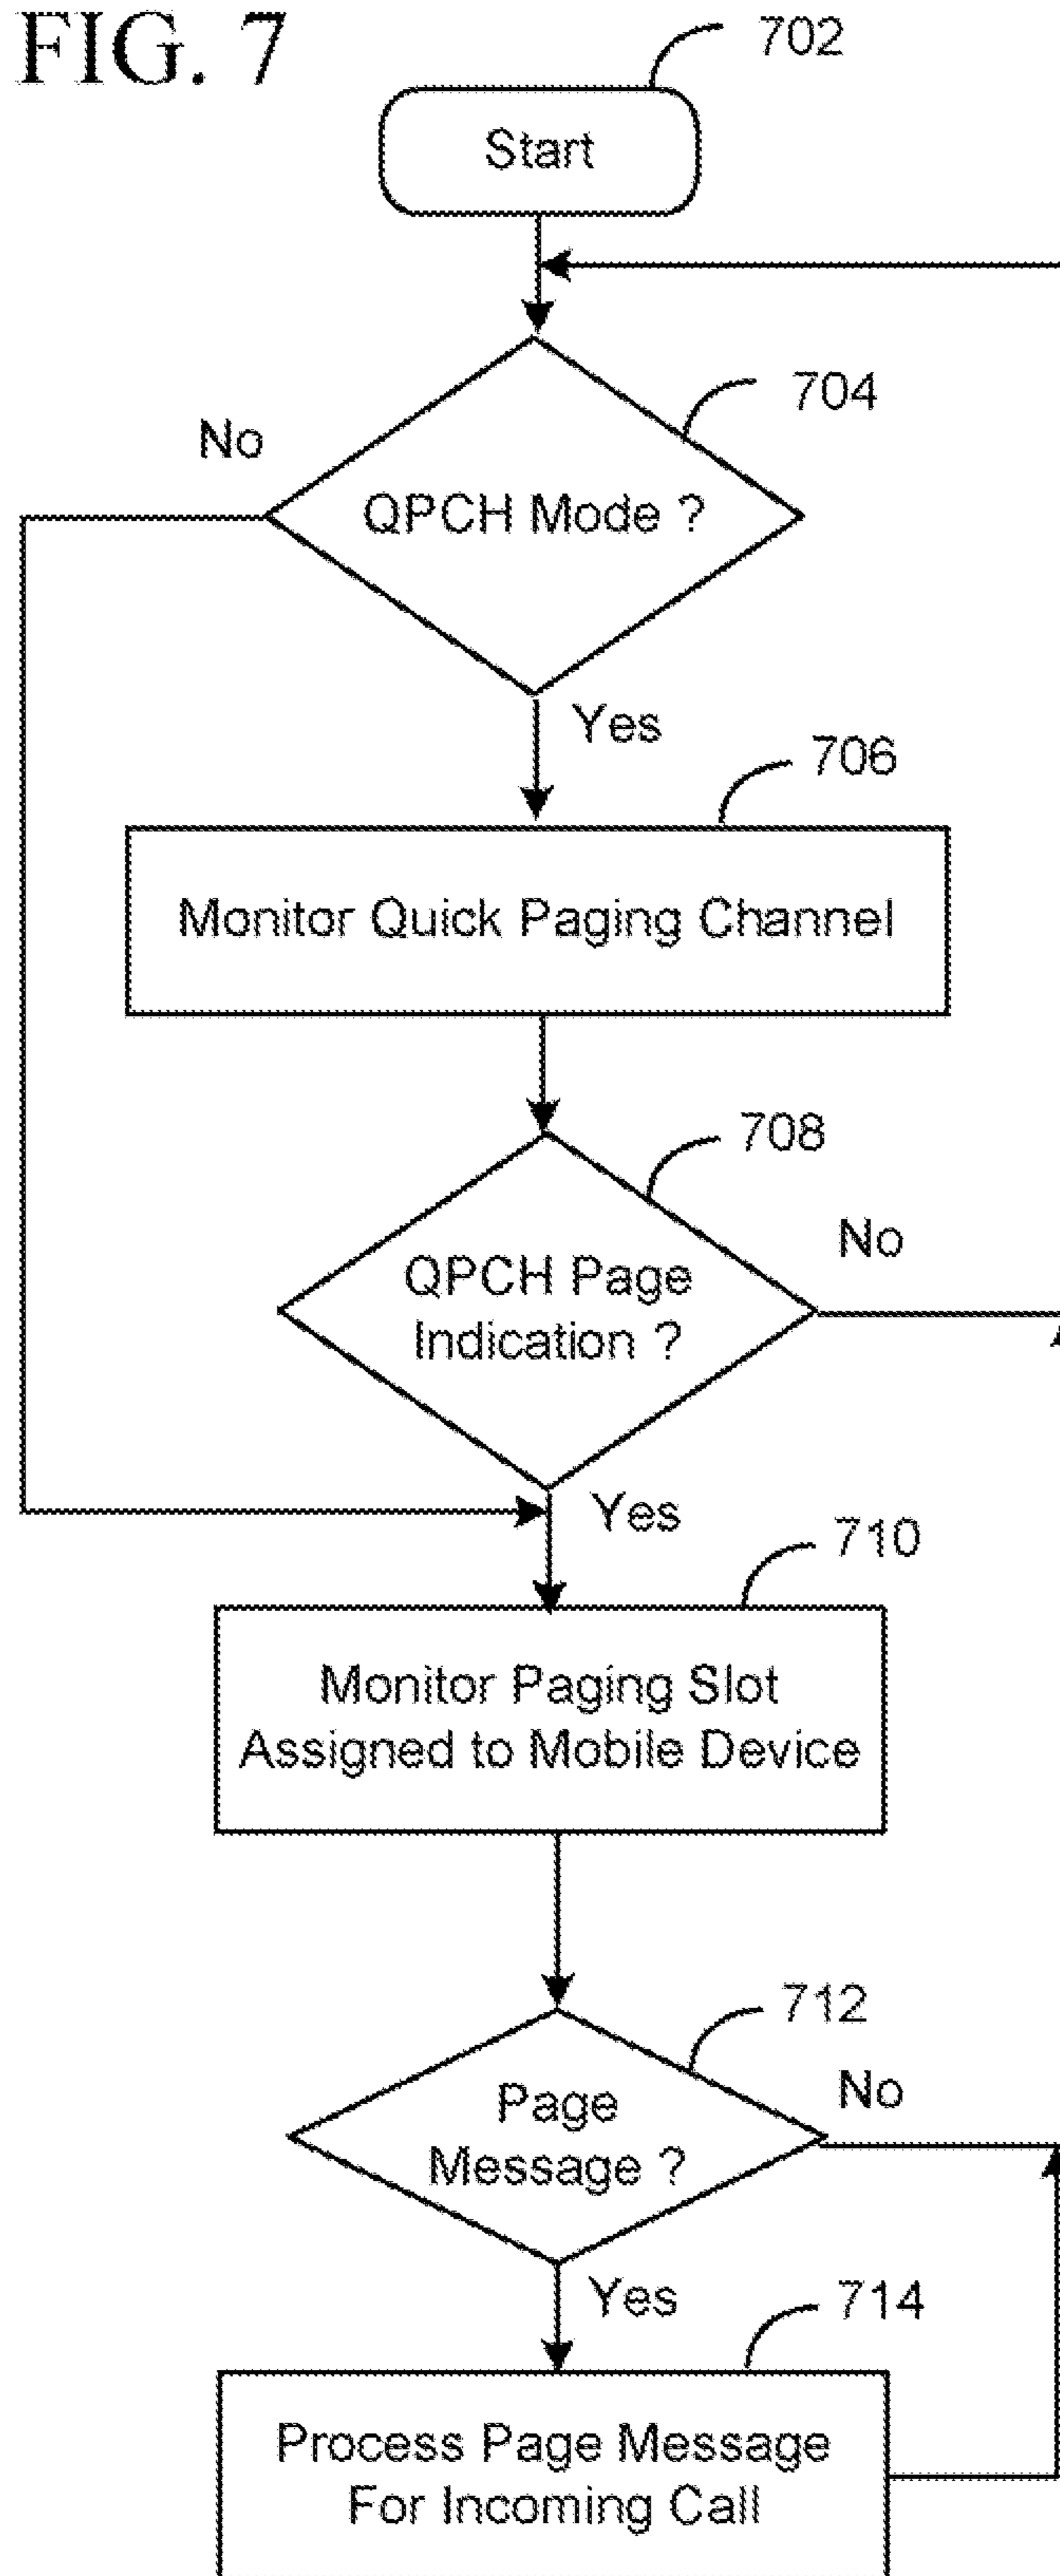 FIG. 7
702
Start
704
No
QPCH Mode ?
Yes
706
Monitor Quick Paging Channel
708
No
QPCH Page
Indication ?
Yes
710
Monitor Paging Slot
Assigned to Mobile Device
712
No
Page
Message ?
Yes
714
Process Page Message
For Incoming Call